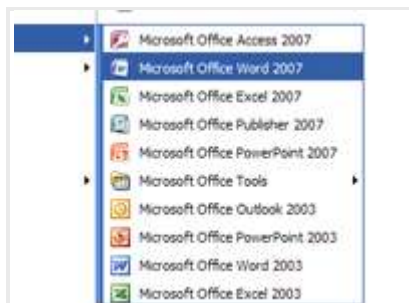 Microsoft Office Access 2007
Microsoft Office Word 2007
Microsoft Office Excel 2007
Microsoft Office Publisher 2007
Microsoft Office PowerPoint 2007
Microsoft Office Tools
Microsoft Office Outlook 2003
Microsoft Office PowerPoint 2003
Microsoft Office Word 2003
Microsoft Office Excel 2003